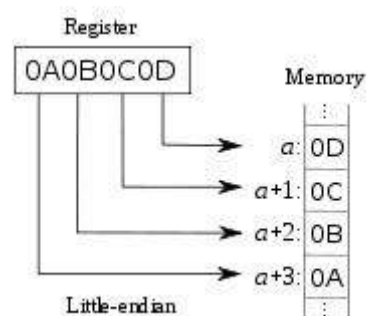 Register
0A0B0C0D
Memory
a: 0D
a+1: 0C
a+2: 0B
a+3: 0A
Little-endian